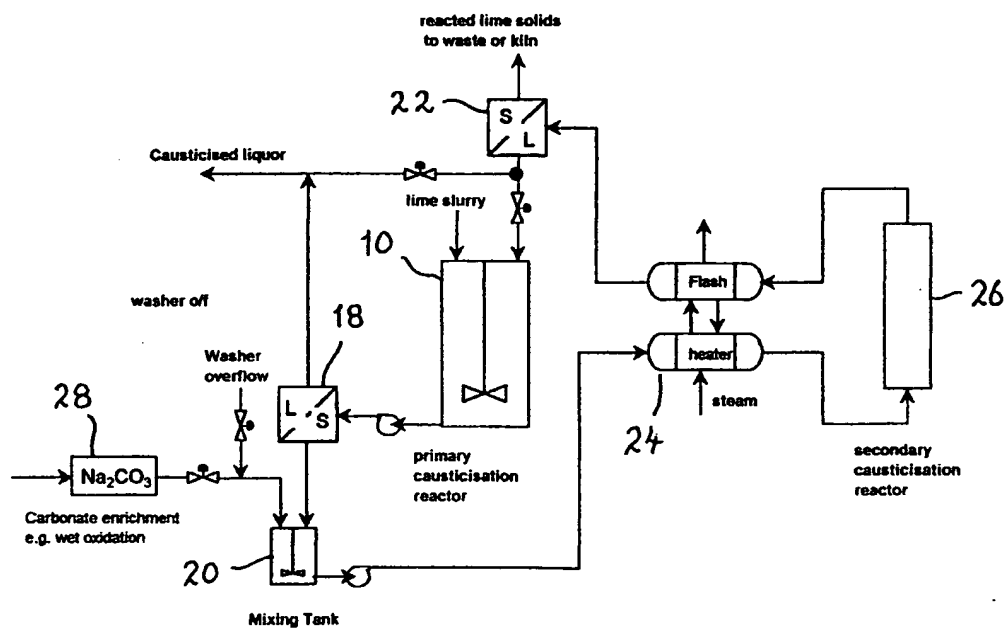 reacted lime solids
to waste or kiln
22
S
L
Causticised liquor
lime slurry
10
Flash
26
washer o/f
18
Washer
overflow
heater
L
S
steam
24
28
primary
causticisation
reactor
secondary
causticisation
reactor
Na₂CO₃
Carbonate enrichment
e.g. wet oxidation
20
Mixing Tank